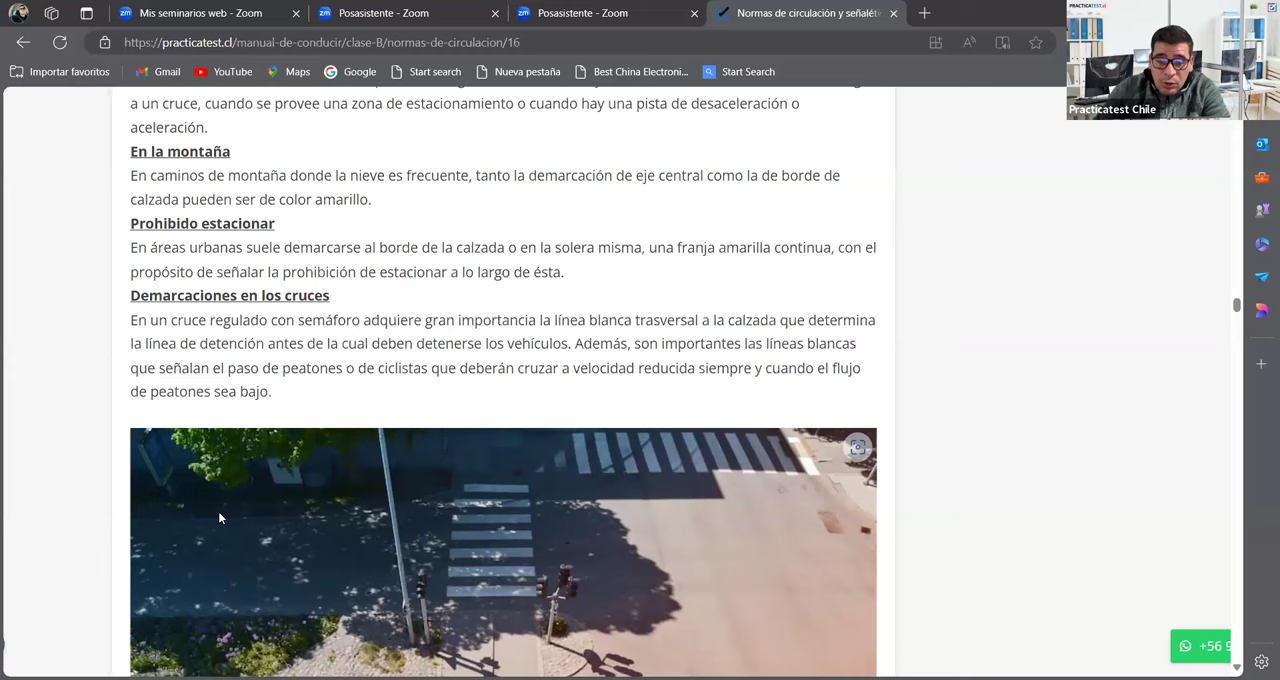 Mis seminarios web - Zoom
Posasistente - Zoom
Posasistente - Zoom
Normas de circulación y señaléti
https://practicatest.cl/manual-de-conducir/clase-B/normas-de-circulacion/16
Importar favoritos
Gmail
YouTube
Maps
Google
Start search
Nueva pestaña
Best China Electroni...
Start Search
PRACTICATEST.cl
Practicatest Chile
a un cruce, cuando se provee una zona de estacionamiento o cuando hay una pista de desaceleración o
aceleración.
En la montaña
En caminos de montaña donde la nieve es frecuente, tanto la demarcación de eje central como la de borde de
calzada pueden ser de color amarillo.
Prohibido estacionar
En áreas urbanas suele demarcarse al borde de la calzada o en la solera misma, una franja amarilla continua, con el
propósito de señalar la prohibición de estacionar a lo largo de ésta.
Demarcaciones en los cruces
En un cruce regulado con semáforo adquiere gran importancia la línea blanca trasversal a la calzada que determina
la línea de detención antes de la cual deben detenerse los vehículos. Además, son importantes las líneas blancas
que señalan el paso de peatones o de ciclistas que deberán cruzar a velocidad reducida siempre y cuando el flujo
de peatones sea bajo.
+56 9